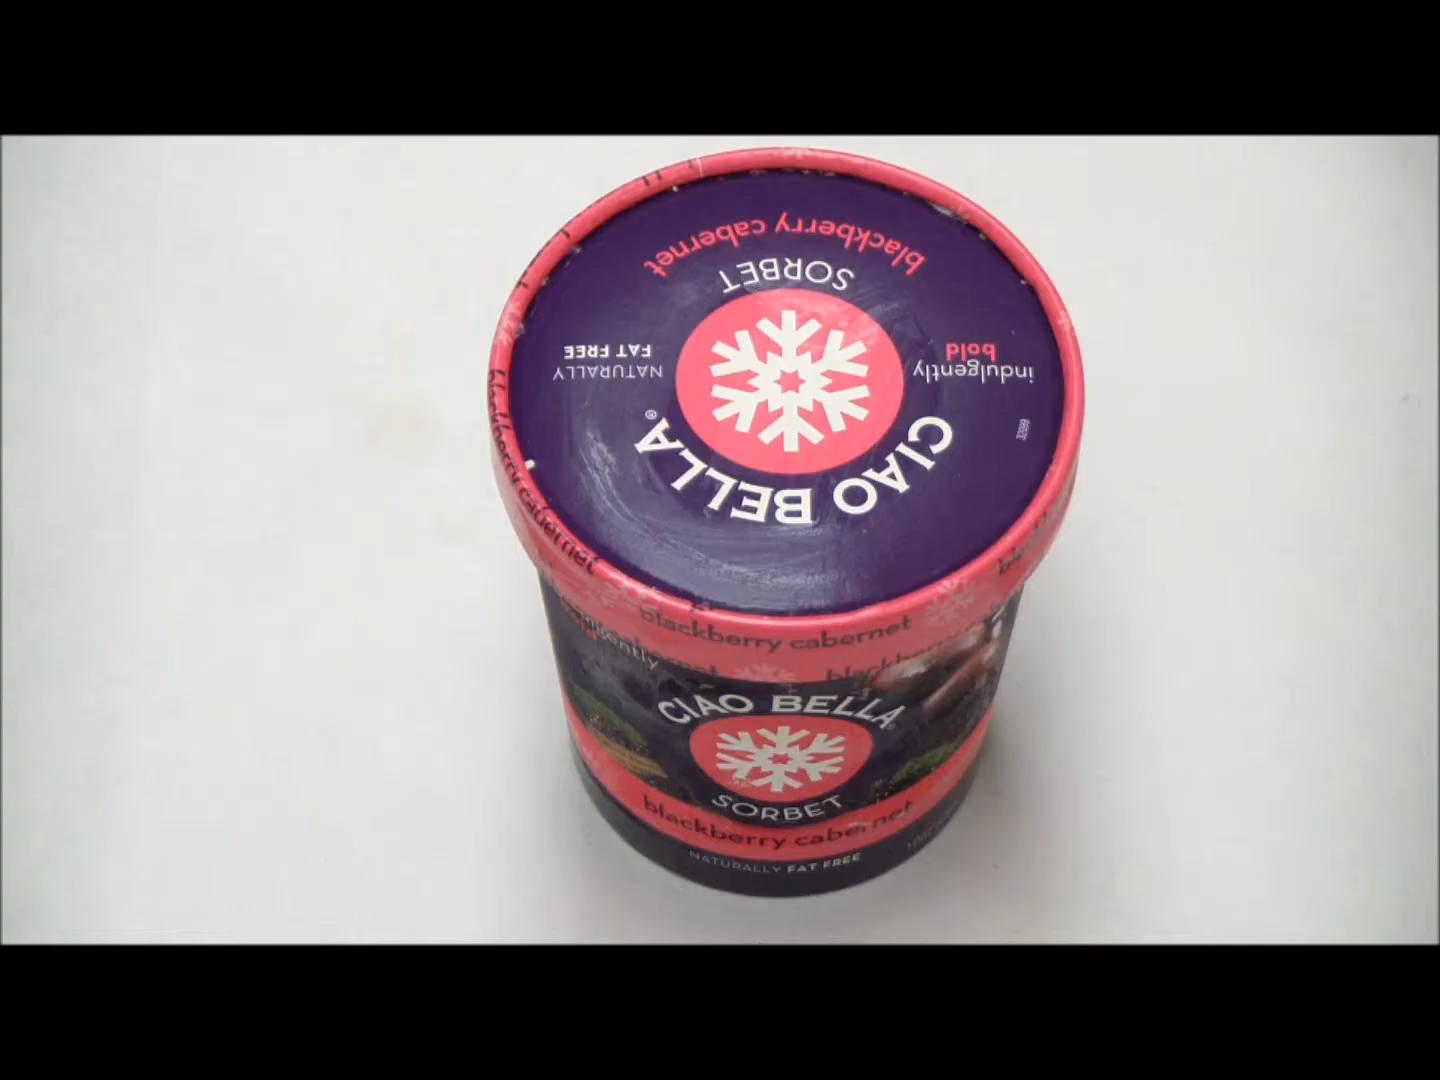 blackberry cabernet
SORBET
NATURALLY
FAT FREE
indulgently
bold
CIAO BELLA®
blackberry cabernet
blackberry cabernet
CIAO BELLA
SORBET
blackberry cabernet
NATURALLY FAT FREE